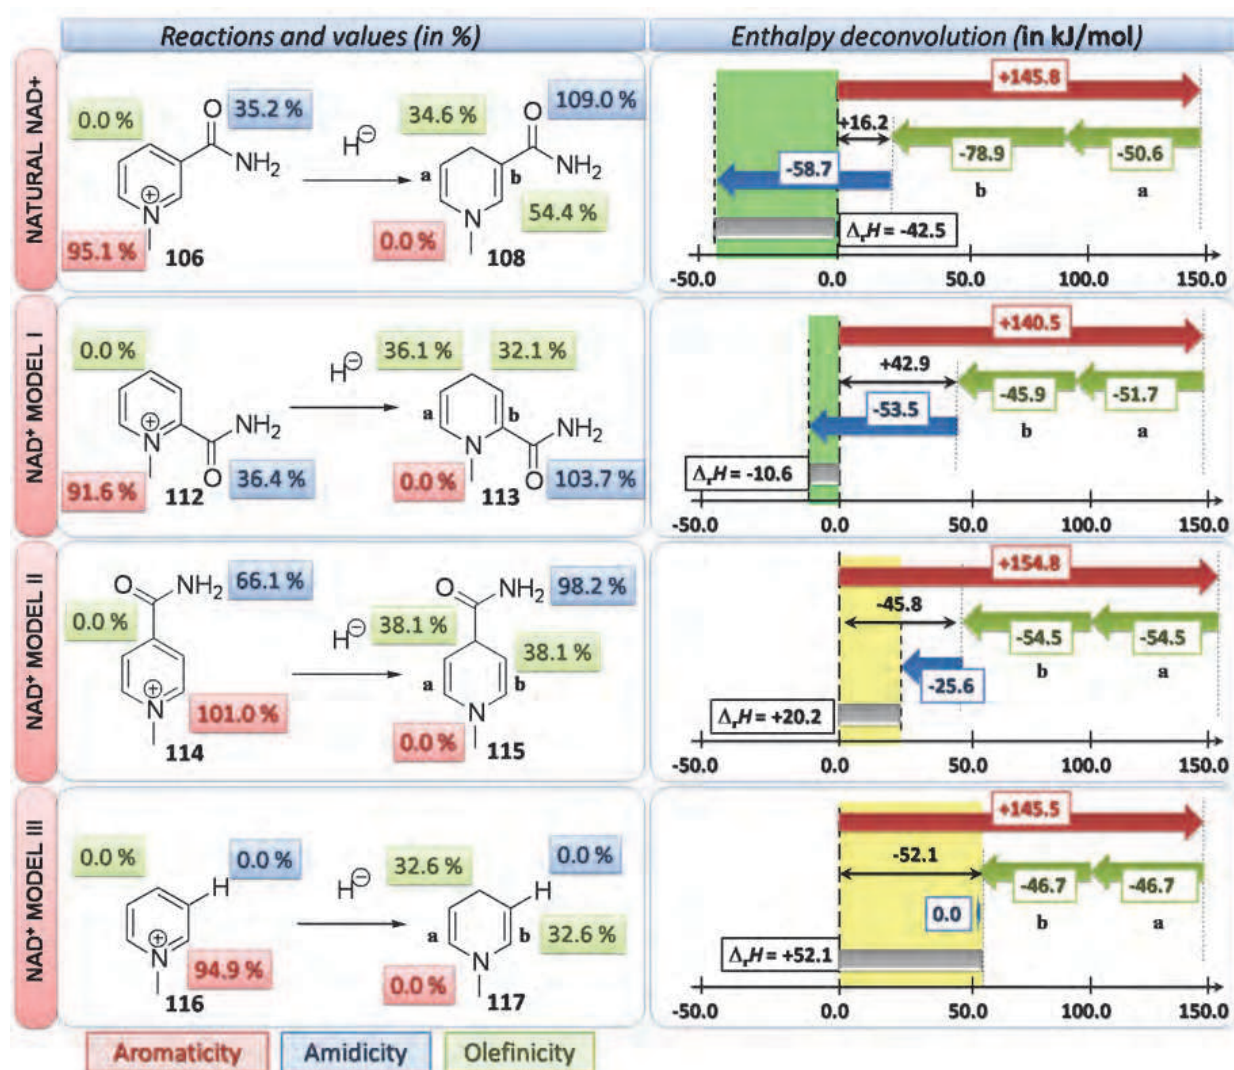 Reactions and values (in %)
Enthalpy deconvolution (in kJ/mol)
NATURAL NAD+
0.0 %
35.2 %
O
NH2
N
+
95.1 %
106
H⊖
34.6 %
109.0 %
O
NH2
a
b
N
54.4 %
0.0 %
108
+145.8
+16.2
-78.9
-50.6
-58.7
b
a
ΔrH = -42.5
-50.0 0.0 50.0 100.0 150.0
NAD+ MODEL I
0.0 %
+
N
NH2
O
91.6 %
112
36.4 %
H⊖
36.1 %
32.1 %
a
b
N
NH2
O
0.0 %
113
103.7 %
+140.5
+42.9
-45.9
-51.7
-53.5
b
a
ΔrH = -10.6
-50.0 0.0 50.0 100.0 150.0
NAD+ MODEL II
O
NH2
66.1 %
0.0 %
+
N
101.0 %
114
H⊖
O
NH2
98.2 %
38.1 %
38.1 %
a
b
N
0.0 %
115
+154.8
-45.8
-54.5
-54.5
-25.6
b
a
ΔrH = +20.2
-50.0 0.0 50.0 100.0 150.0
NAD+ MODEL III
0.0 %
0.0 %
H
+
N
94.9 %
116
H⊖
32.6 %
0.0 %
H
a
b
32.6 %
N
0.0 %
117
+145.5
-52.1
-46.7
-46.7
0.0
b
a
ΔrH = +52.1
-50.0 0.0 50.0 100.0 150.0
Aromaticity
Amidicity
Olefinicity